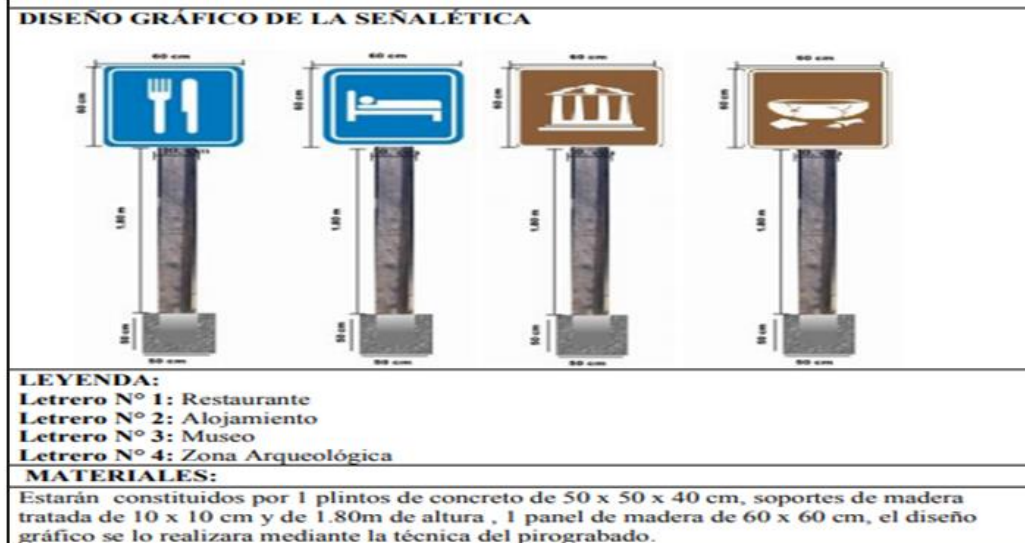 DISEÑO GRÁFICO DE LA SEÑALÉTICA
60 cm 60 cm 60 cm 60 cm
60 cm 60 cm 60 cm 60 cm
1.80 m 1.80 m 1.80 m 1.80 m
50 cm 50 cm 50 cm 50 cm
50 cm 50 cm 50 cm 50 cm
LEYENDA:
Letrero N° 1: Restaurante
Letrero N° 2: Alojamiento
Letrero N° 3: Museo
Letrero N° 4: Zona Arqueológica
MATERIALES:
Estarán constituidos por 1 plintos de concreto de 50 x 50 x 40 cm, soportes de madera
tratada de 10 x 10 cm y de 1.80m de altura , 1 panel de madera de 60 x 60 cm, el diseño
gráfico se lo realizara mediante la técnica del pirograbado.